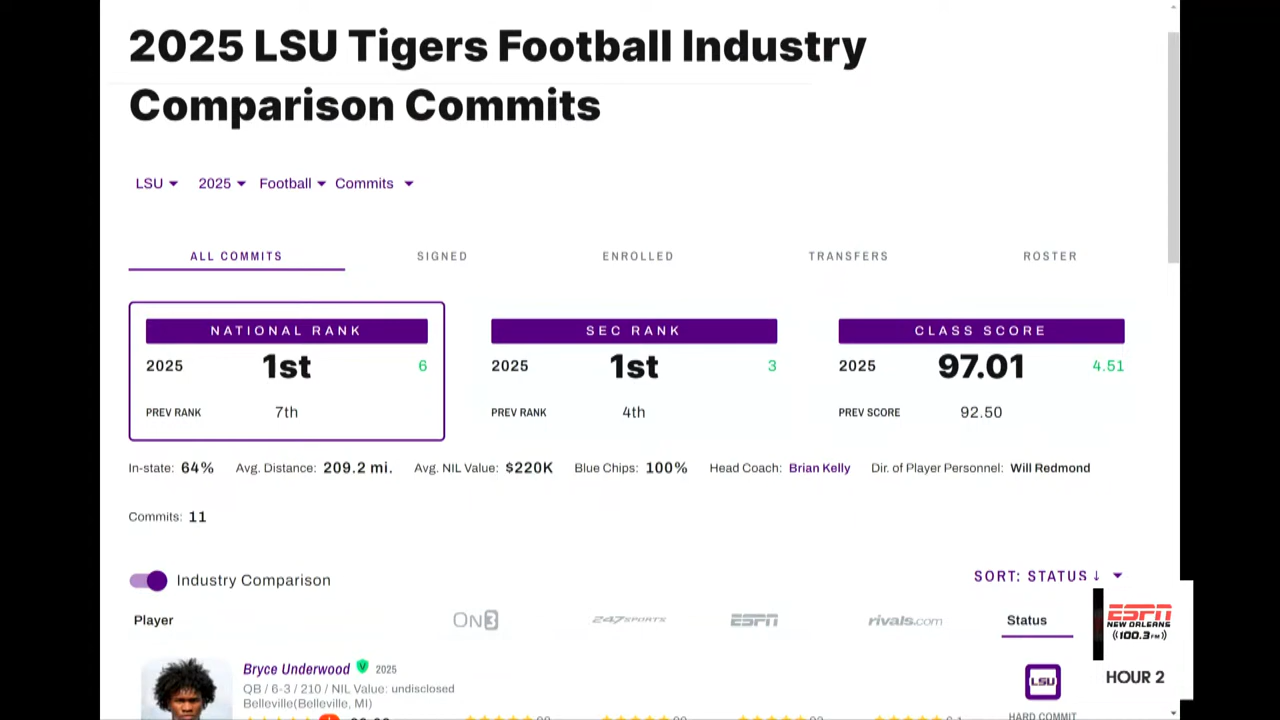 2025 LSU Tigers Football Industry
Comparison Commits
LSU 2025 Football Commits
ALL COMMITS SIGNED ENROLLED TRANSFERS ROSTER
NATIONAL RANK SEC RANK CLASS SCORE
2025 1st 6 2025 1st 3 2025 97.01 4.51
PREV RANK 7th PREV RANK 4th PREV SCORE 92.50
In-state: 64% Avg. Distance: 209.2 mi. Avg. NIL Value: $220K Blue Chips: 100% Head Coach: Brian Kelly Dir. of Player Personnel: Will Redmond
Commits: 11
Industry Comparison SORT: STATUS ↓
Player ON3 247SPORTS ESPN rivals.com Status
ESPN
NEW ORLEANS
100.3 FM
Bryce Underwood V 2025
QB / 6-3 / 210 / NIL Value: undisclosed
Belleville(Belleville, MI)
LSU
HOUR 2
HARD COMMIT